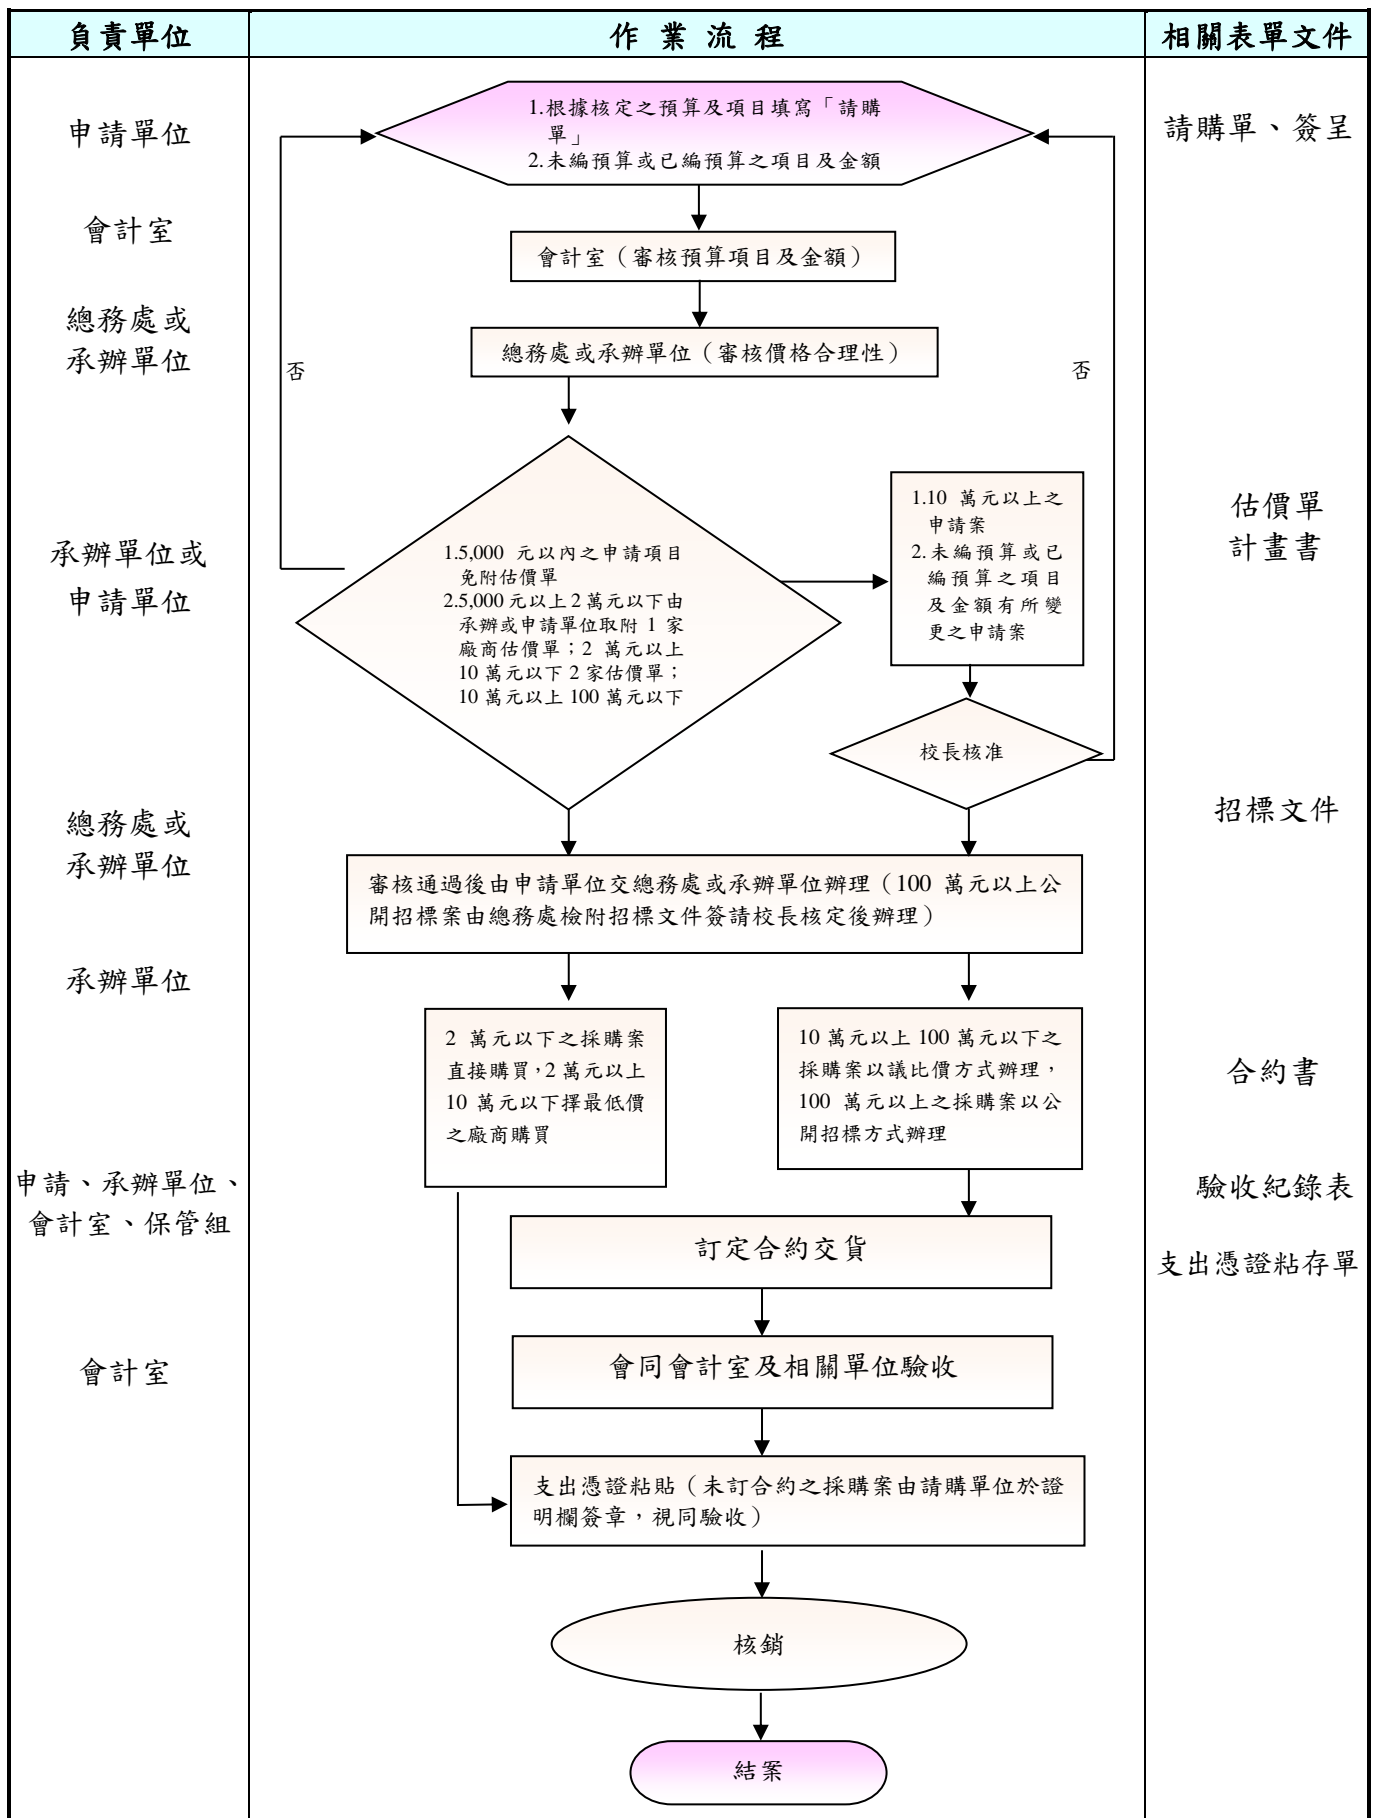 負責單位
作 業 流 程
相關表單文件
申請單位
1.根據核定之預算及項目填寫「請購
單」
2.未編預算或已編預算之項目及金額
請購單、簽呈
會計室
會計室（審核預算項目及金額）
總務處或
承辦單位
總務處或承辦單位（審核價格合理性）
否
否
承辦單位或
申請單位
1.5,000 元以內之申請項目
免附估價單
2.5,000 元以上 2 萬元以下由
承辦或申請單位取附 1 家
廠商估價單；2 萬元以上
10 萬元以下 2 家估價單；
10 萬元以上 100 萬元以下
1.10 萬元以上之
申請案
2.未編預算或已
編預算之項目
及金額有所變
更之申請案
估價單
計畫書
校長核准
總務處或
承辦單位
招標文件
審核通過後由申請單位交總務處或承辦單位辦理（100 萬元以上公
開招標案由總務處檢附招標文件簽請校長核定後辦理）
承辦單位
2 萬元以下之採購案
直接購買，2 萬元以上
10 萬元以下擇最低價
之廠商購買
10 萬元以上 100 萬元以下之
採購案以議比價方式辦理，
100 萬元以上之採購案以公
開招標方式辦理
合約書
申請、承辦單位、
會計室、保管組
驗收紀錄表
訂定合約交貨
支出憑證粘存單
會計室
會同會計室及相關單位驗收
支出憑證粘貼（未訂合約之採購案由請購單位於證
明欄簽章，視同驗收）
核銷
結案